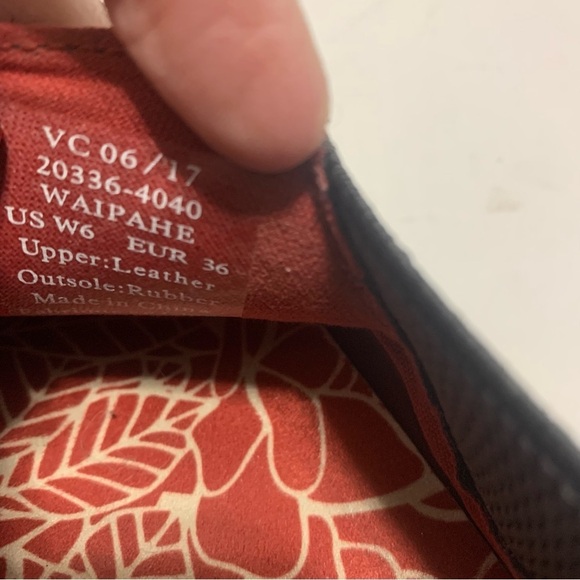 VC 06/17
20336-4040
WAIPAHE
US W6 EUR 36
Upper:Leather
Outsole:Rubber
Made in China